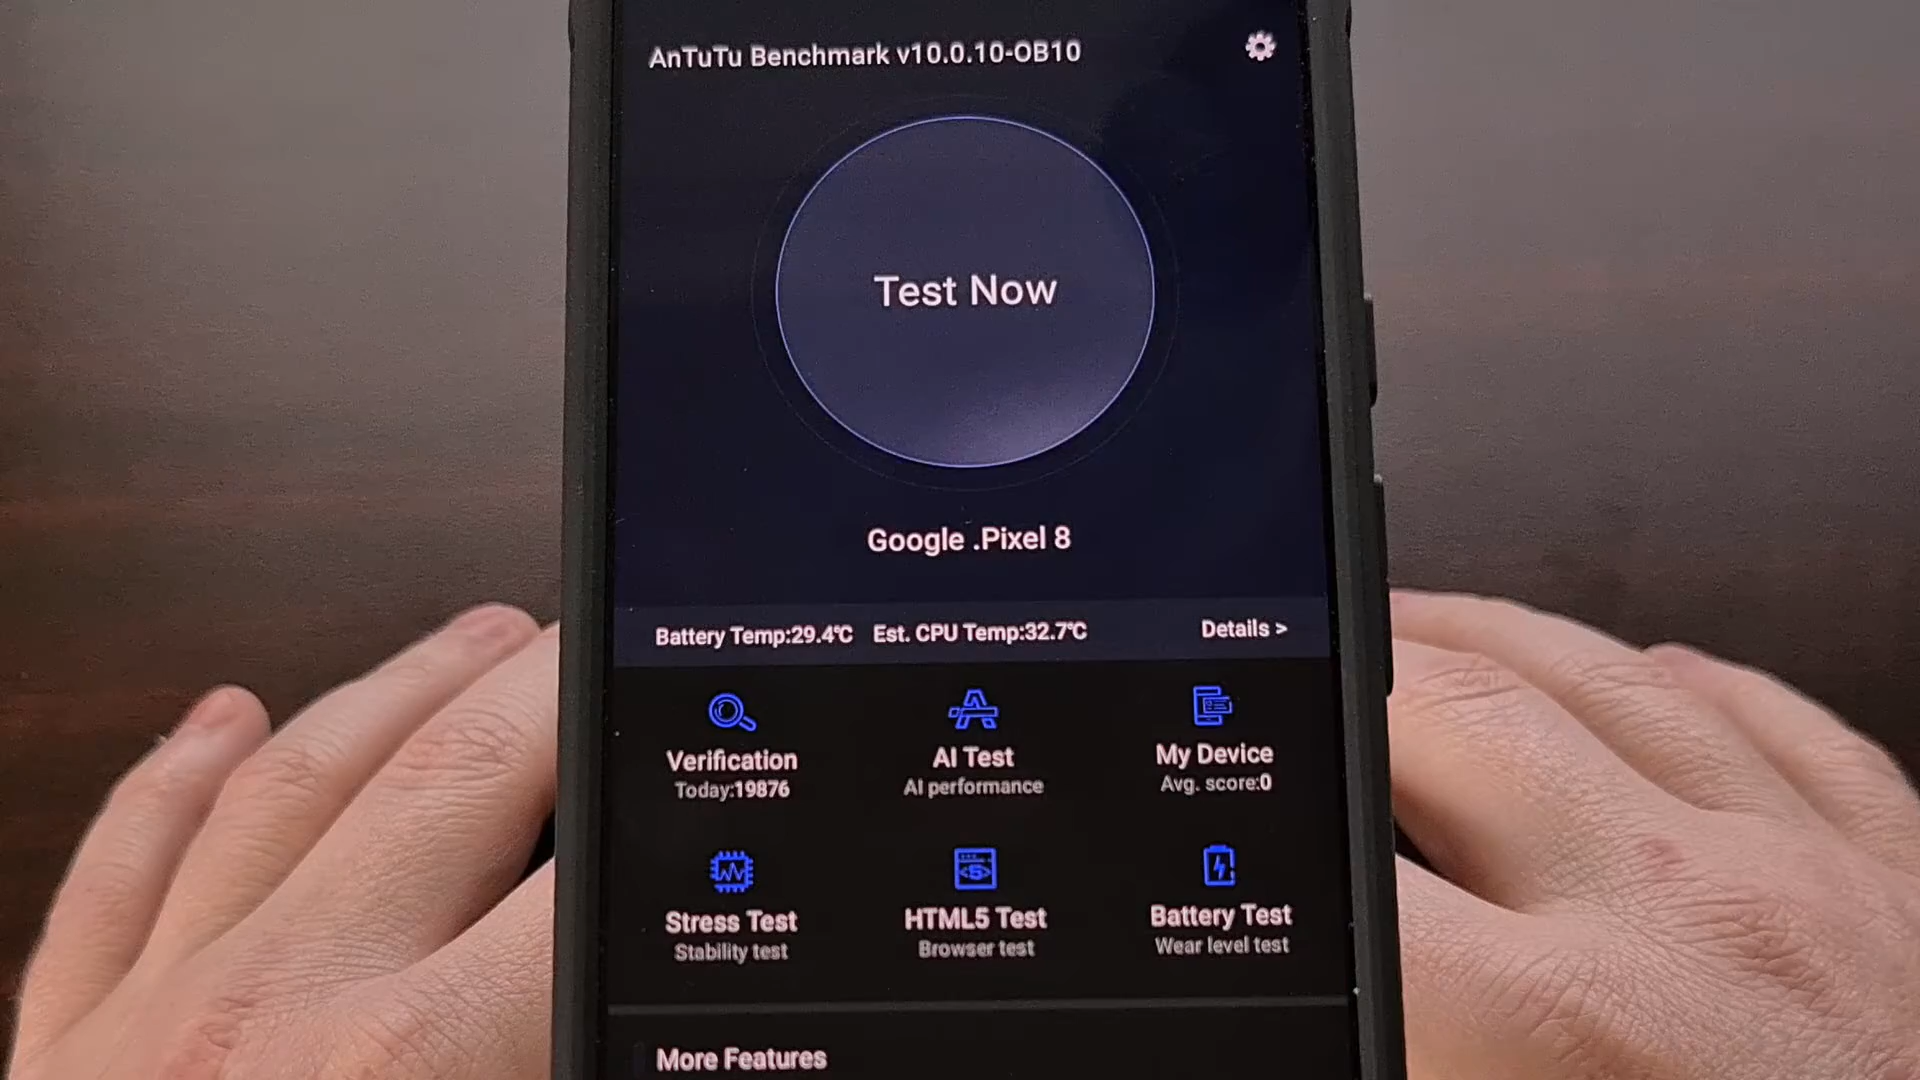 AnTuTu Benchmark v10.0.10-OB10
Test Now
Google .Pixel 8
Battery Temp:29.4℃ Est. CPU Temp:32.7℃ Details >
Verification AI Test My Device
Today:19876 AI performance Avg. score:0
Stress Test HTML5 Test Battery Test
Stability test Browser test Wear level test
More Features